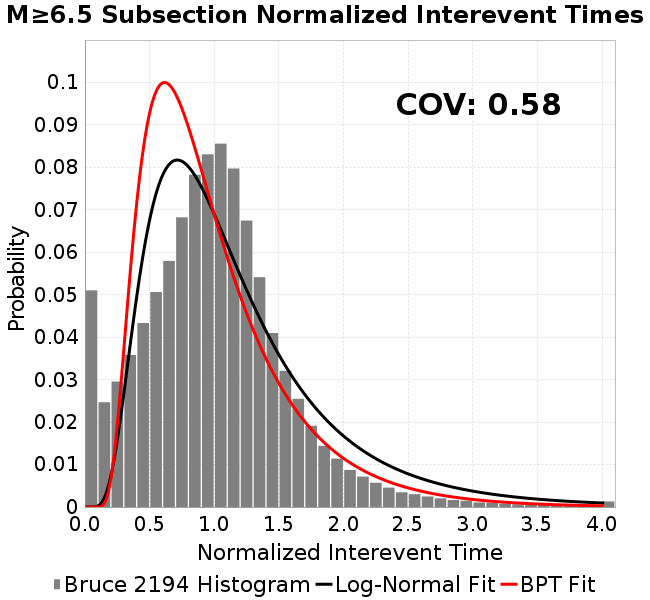 M≥6.5 Subsection Normalized Interevent Times
COV: 0.58
Probability
0.1
0.09
0.08
0.07
0.06
0.05
0.04
0.03
0.02
0.01
0
0.0 0.5 1.0 1.5 2.0 2.5 3.0 3.5 4.0
Normalized Interevent Time
Bruce 2194 Histogram Log-Normal Fit BPT Fit